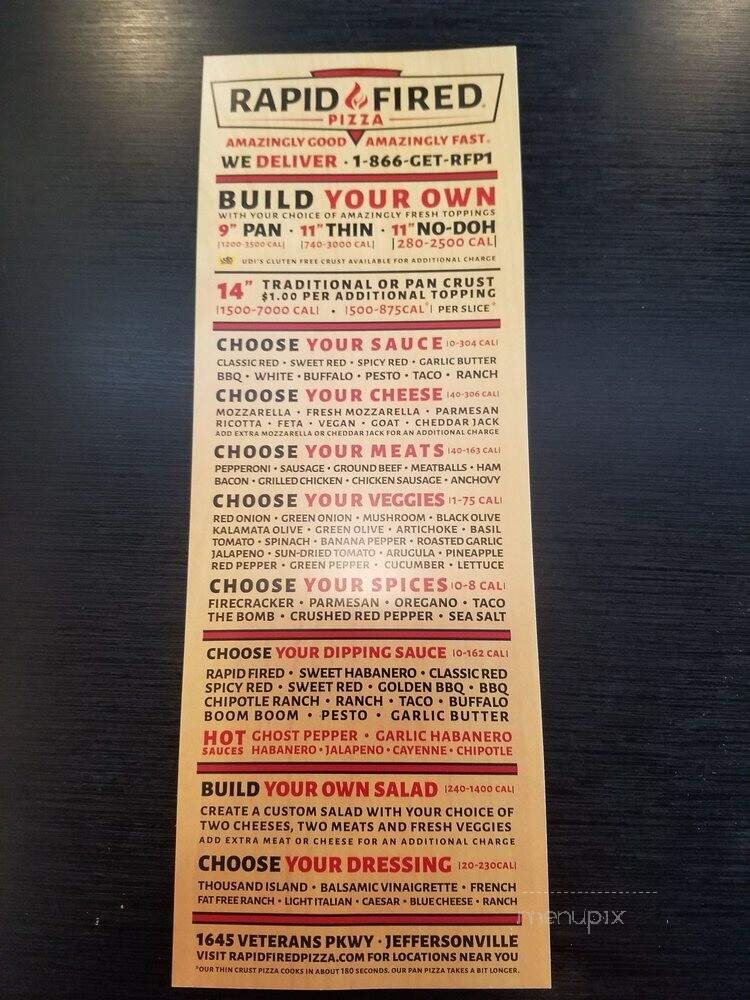 RAPID FIRED
PIZZA
AMAZINGLY GOOD AMAZINGLY FAST.
WE DELIVER · 1-866-GET-RFP1
BUILD YOUR OWN
WITH YOUR CHOICE OF AMAZINGLY FRESH TOPPINGS
9" PAN · 11" THIN · 11" NO-DOH
|1200-3500 CAL| |740-3000 CAL| |280-2500 CAL|
UDI'S GLUTEN FREE CRUST AVAILABLE FOR ADDITIONAL CHARGE
14" TRADITIONAL OR PAN CRUST
$1.00 PER ADDITIONAL TOPPING
|1500-7000 CAL| • |500-875CAL*| PER SLICE*
CHOOSE YOUR SAUCE |0-304 CAL|
CLASSIC RED • SWEET RED • SPICY RED • GARLIC BUTTER
BBQ • WHITE • BUFFALO • PESTO • TACO • RANCH
CHOOSE YOUR CHEESE |40-306 CAL|
MOZZARELLA • FRESH MOZZARELLA • PARMESAN
RICOTTA • FETA • VEGAN • GOAT • CHEDDAR JACK
ADD EXTRA MOZZARELLA OR CHEDDAR JACK FOR AN ADDITIONAL CHARGE
CHOOSE YOUR MEATS |40-163 CAL|
PEPPERONI • SAUSAGE • GROUND BEEF • MEATBALLS • HAM
BACON • GRILLED CHICKEN • CHICKEN SAUSAGE • ANCHOVY
CHOOSE YOUR VEGGIES |1-75 CAL|
RED ONION • GREEN ONION • MUSHROOM • BLACK OLIVE
KALAMATA OLIVE • GREEN OLIVE • ARTICHOKE • BASIL
TOMATO • SPINACH • BANANA PEPPER • ROASTED GARLIC
JALAPENO • SUN-DRIED TOMATO • ARUGULA • PINEAPPLE
RED PEPPER • GREEN PEPPER • CUCUMBER • LETTUCE
CHOOSE YOUR SPICES |0-8 CAL|
FIRECRACKER • PARMESAN • OREGANO • TACO
THE BOMB • CRUSHED RED PEPPER • SEA SALT
CHOOSE YOUR DIPPING SAUCE |0-162 CAL|
RAPID FIRED • SWEET HABANERO • CLASSIC RED
SPICY RED • SWEET RED • GOLDEN BBQ • BBQ
CHIPOTLE RANCH • RANCH • TACO • BUFFALO
BOOM BOOM • PESTO • GARLIC BUTTER
HOT SAUCES GHOST PEPPER • GARLIC HABANERO
HABANERO • JALAPENO • CAYENNE • CHIPOTLE
BUILD YOUR OWN SALAD |240-1400 CAL|
CREATE A CUSTOM SALAD WITH YOUR CHOICE OF
TWO CHEESES, TWO MEATS AND FRESH VEGGIES
ADD EXTRA MEAT OR CHEESE FOR AN ADDITIONAL CHARGE
CHOOSE YOUR DRESSING |20-230CAL|
THOUSAND ISLAND • BALSAMIC VINAIGRETTE • FRENCH
FAT FREE RANCH • LIGHT ITALIAN • CAESAR • BLUE CHEESE • RANCH
menupix
1645 VETERANS PKWY · JEFFERSONVILLE
VISIT RAPIDFIREDPIZZA.COM FOR LOCATIONS NEAR YOU
*OUR THIN CRUST PIZZA COOKS IN ABOUT 180 SECONDS. OUR PAN PIZZA TAKES A BIT LONGER.